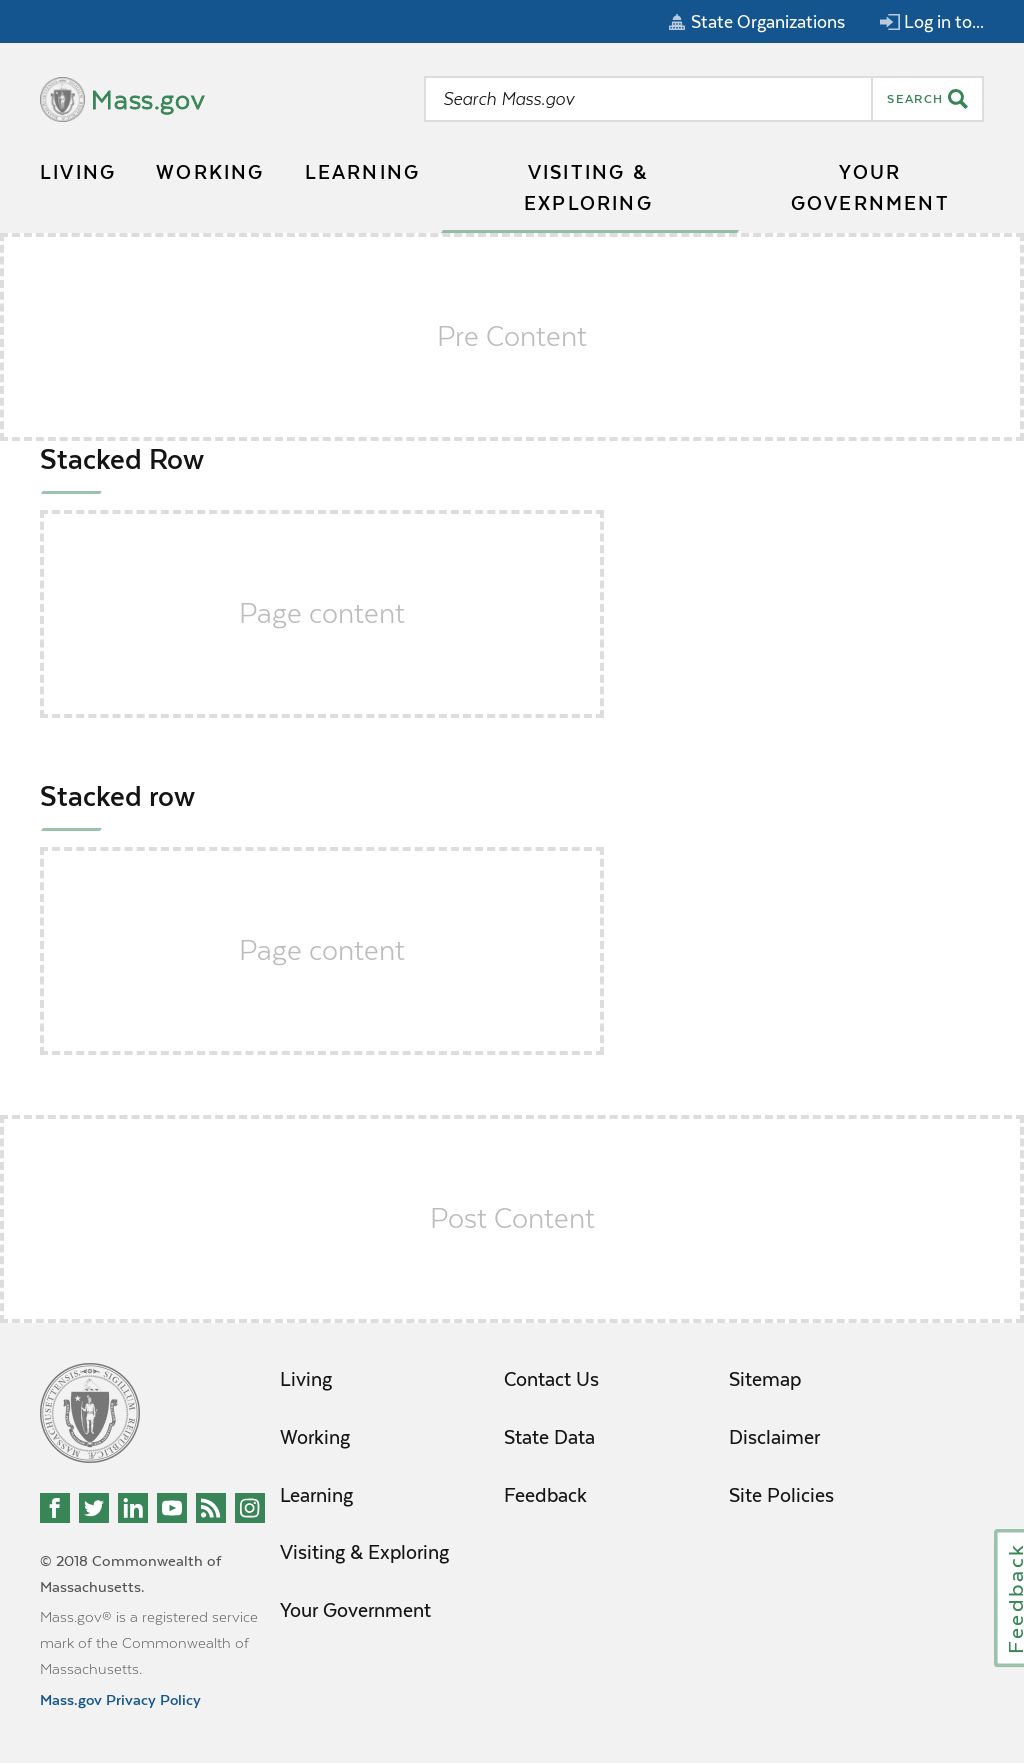 State Organizations Log in to...
Mass.gov Search Mass.gov SEARCH
LIVING WORKING LEARNING VISITING & EXPLORING YOUR GOVERNMENT
Pre Content
Stacked Row
Page content
Stacked row
Page content
Post Content
Living Contact Us Sitemap
Working State Data Disclaimer
Learning Feedback Site Policies
Visiting & Exploring
Your Government
© 2018 Commonwealth of
Massachusetts.
Mass.gov® is a registered service
mark of the Commonwealth of
Massachusetts.
Mass.gov Privacy Policy
Feedback